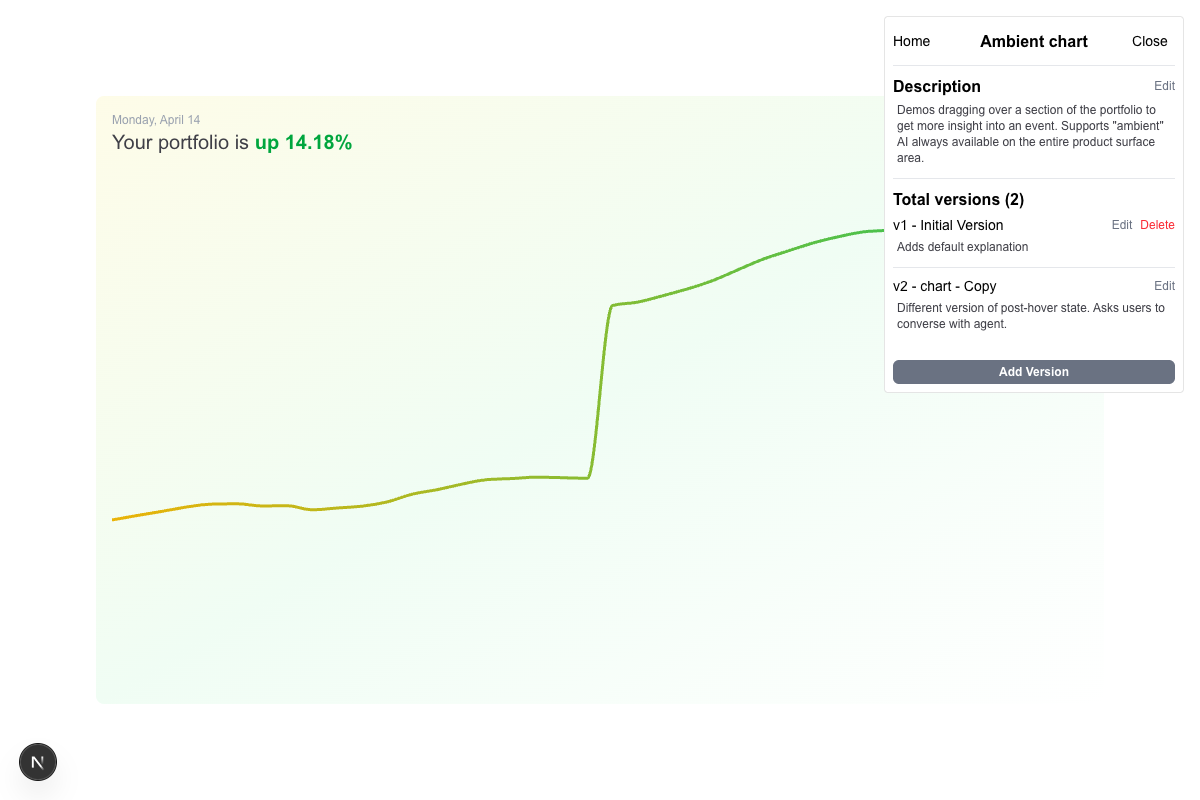 Monday, April 14
Your portfolio is up 14.18%
Home Ambient chart Close
Description Edit
Demos dragging over a section of the portfolio to
get more insight into an event. Supports "ambient"
AI always available on the entire product surface
area.
Total versions (2)
v1 - Initial Version Edit Delete
Adds default explanation
v2 - chart - Copy Edit
Different version of post-hover state. Asks users to
converse with agent.
Add Version
N